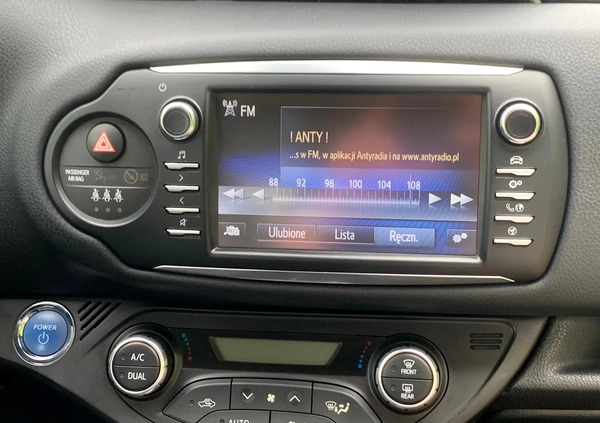 FM
! ANTY !
...s w FM, w aplikacji Antyradia i na www.antyradio.pl
88 92 96 100 104 108
Ulubione Lista Ręczn.
PASSENGER
AIR BAG
POWER
A/C
DUAL
FRONT
REAR
AUTO